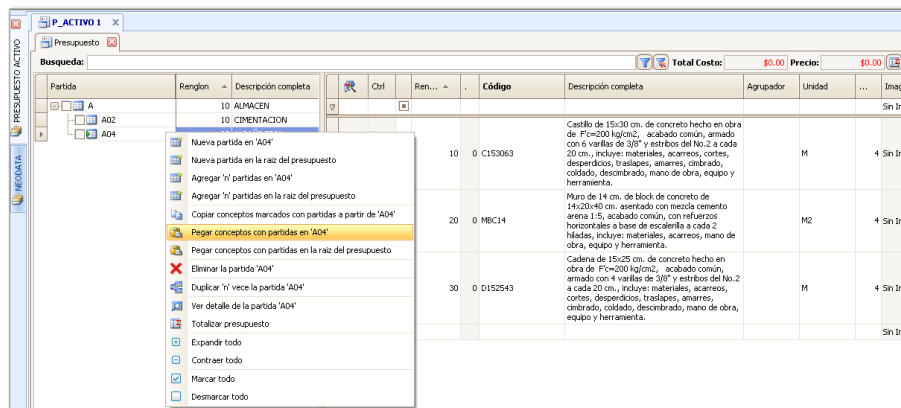 P_ACTIVO 1 X
PRESUPUESTO ACTIVO
NEODATA
Presupuesto
Busqueda:
Total Costo: $0.00 Precio: $0.00
Partida Renglon Descripción completa
A 10 ALMACEN
A02 10 CIMENTACION
A04
Nueva partida en 'A04'
Nueva partida en la raiz del presupuesto
Agregar 'n' partidas en 'A04'
Agregar 'n' partidas en la raiz del presupuesto
Copiar conceptos marcados con partidas a partir de 'A04'
Pegar conceptos con partidas en 'A04'
Pegar conceptos con partidas en la raiz del presupuesto
Eliminar la partida 'A04'
Duplicar 'n' vece la partida 'A04'
Ver detalle de la partida 'A04'
Totalizar presupuesto
Expandir todo
Contraer todo
Marcar todo
Desmarcar todo
Ctrl Ren... . Código Descripción completa Agrupador Unidad ... Imag
Sin Ir
Castillo de 15x30 cm. de concreto hecho en obra
de F'c=200 kg/cm2, acabado común, armado
con 6 varillas de 3/8" y estribos del No.2 a cada
10 0 C153063 20 cm., incluye: materiales, acarreos, cortes, M 4 Sin Ir
desperdicios, traslapes, amarres, cimbrado,
coldado, descimbrado, mano de obra, equipo y
herramienta.
Muro de 14 cm. de block de concreto de
14x20x40 cm. asentado con mezcla cemento
arena 1:5, acabado común, con refuerzos
20 0 MBC14 horizontales a base de escalerilla a cada 2 M2 4 Sin Ir
hiladas, incluye: materiales, acarreos, mano de
obra, equipo y herramienta.
Cadena de 15x25 cm. de concreto hecho en
obra de F'c=200 kg/cm2, acabado común,
armado con 4 varillas de 3/8" y estribos del No.2
30 0 D152543 a cada 20 cm., incluye: materiales, acarreos, M 4 Sin Ir
cortes, desperdicios, traslapes, amarres,
cimbrado, coldado, descimbrado, mano de obra,
equipo y herramienta.
Sin Ir